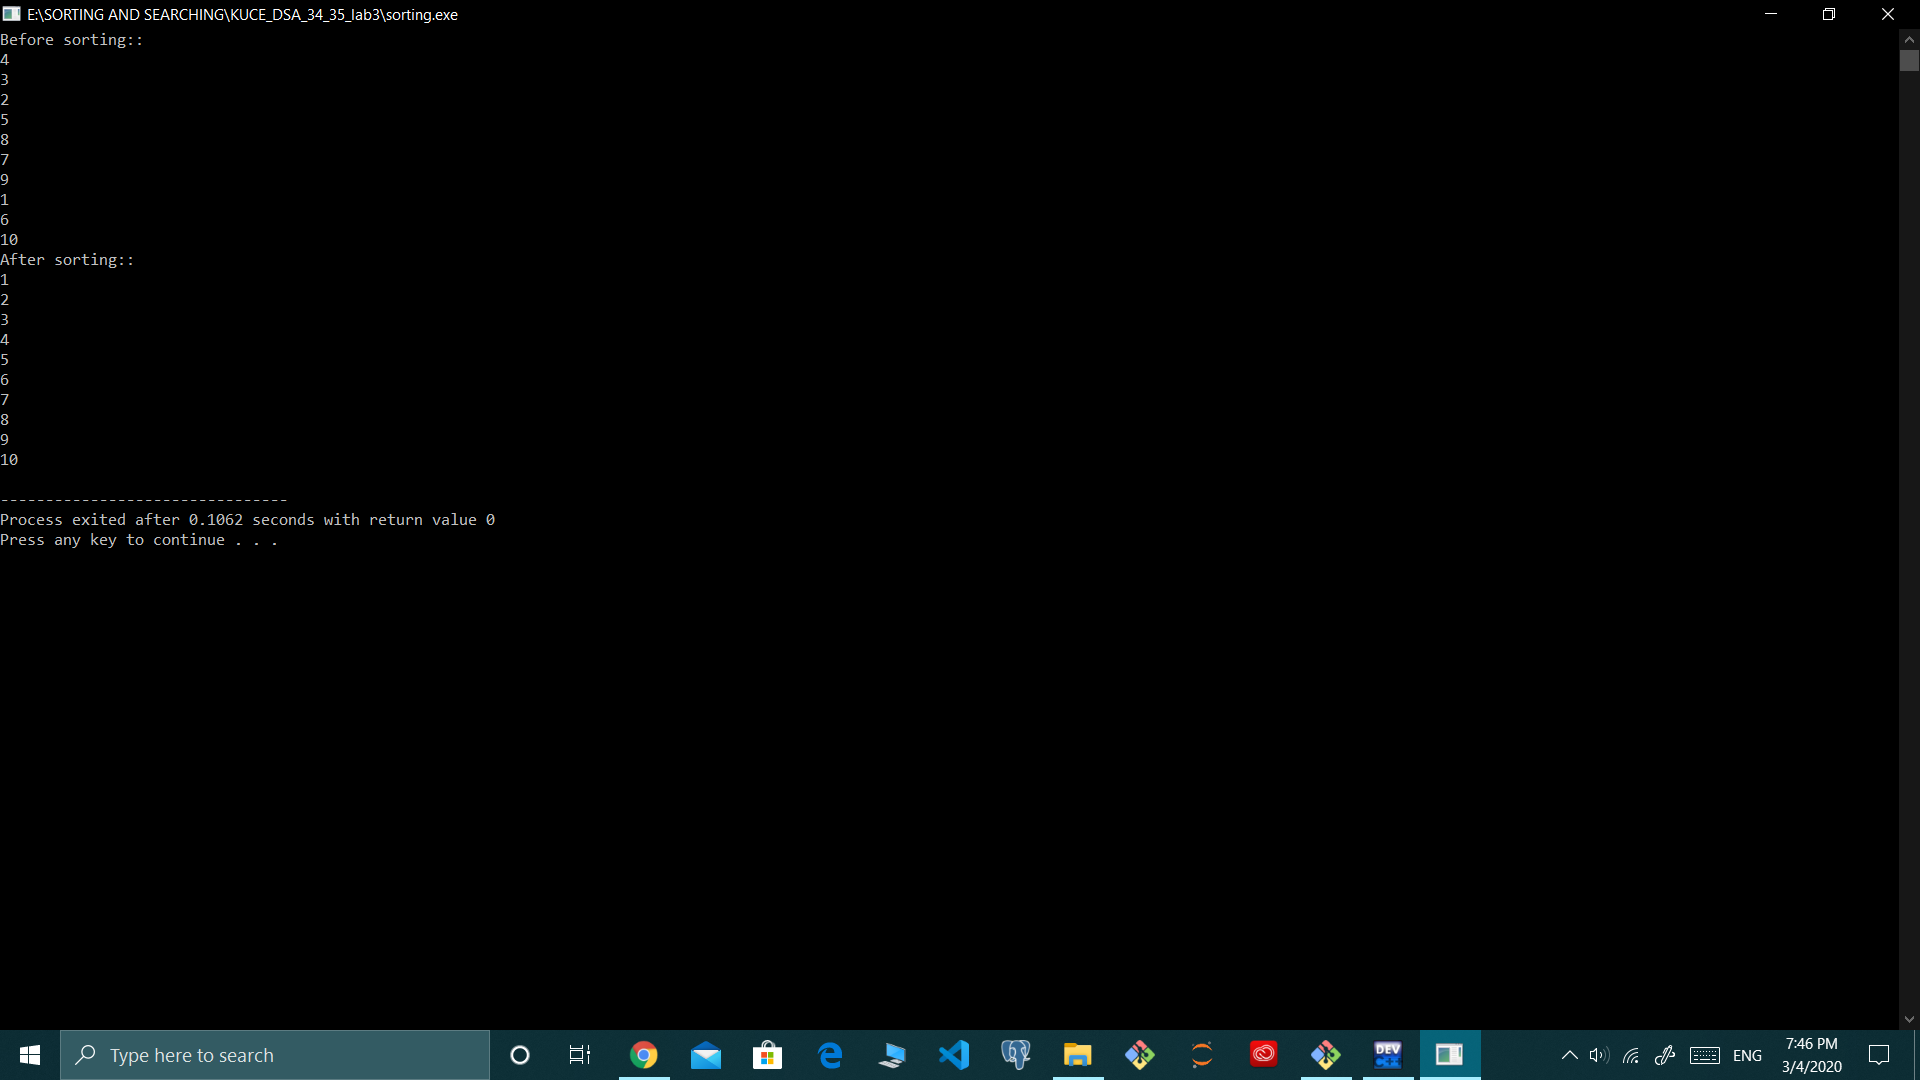 E:\SORTING AND SEARCHING\KUCE_DSA_34_35_lab3\sorting.exe
Before sorting::
4
3
2
5
8
7
9
1
6
10
After sorting::
1
2
3
4
5
6
7
8
9
10
--------------------------------
Process exited after 0.1062 seconds with return value 0
Press any key to continue . . .
Type here to search
DEV
C++
ENG
7:46 PM
3/4/2020